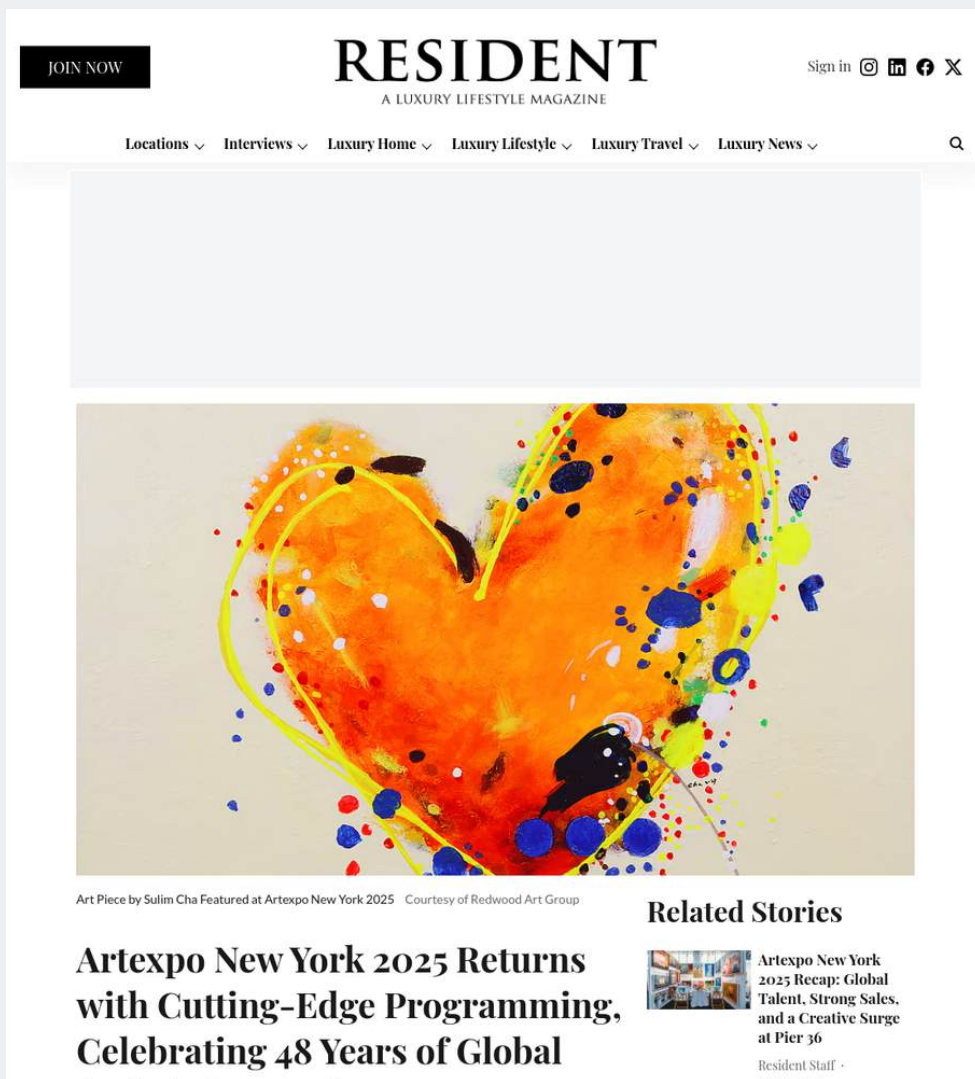 JOIN NOW
RESIDENT
A LUXURY LIFESTYLE MAGAZINE
Sign in
Locations Interviews Luxury Home Luxury Lifestyle Luxury Travel Luxury News
Art Piece by Sulim Cha Featured at Artexpo New York 2025 Courtesy of Redwood Art Group
Artexpo New York 2025 Returns
with Cutting-Edge Programming,
Celebrating 48 Years of Global
Related Stories
Artexpo New York
2025 Recap: Global
Talent, Strong Sales,
and a Creative Surge
at Pier 36
Resident Staff ·